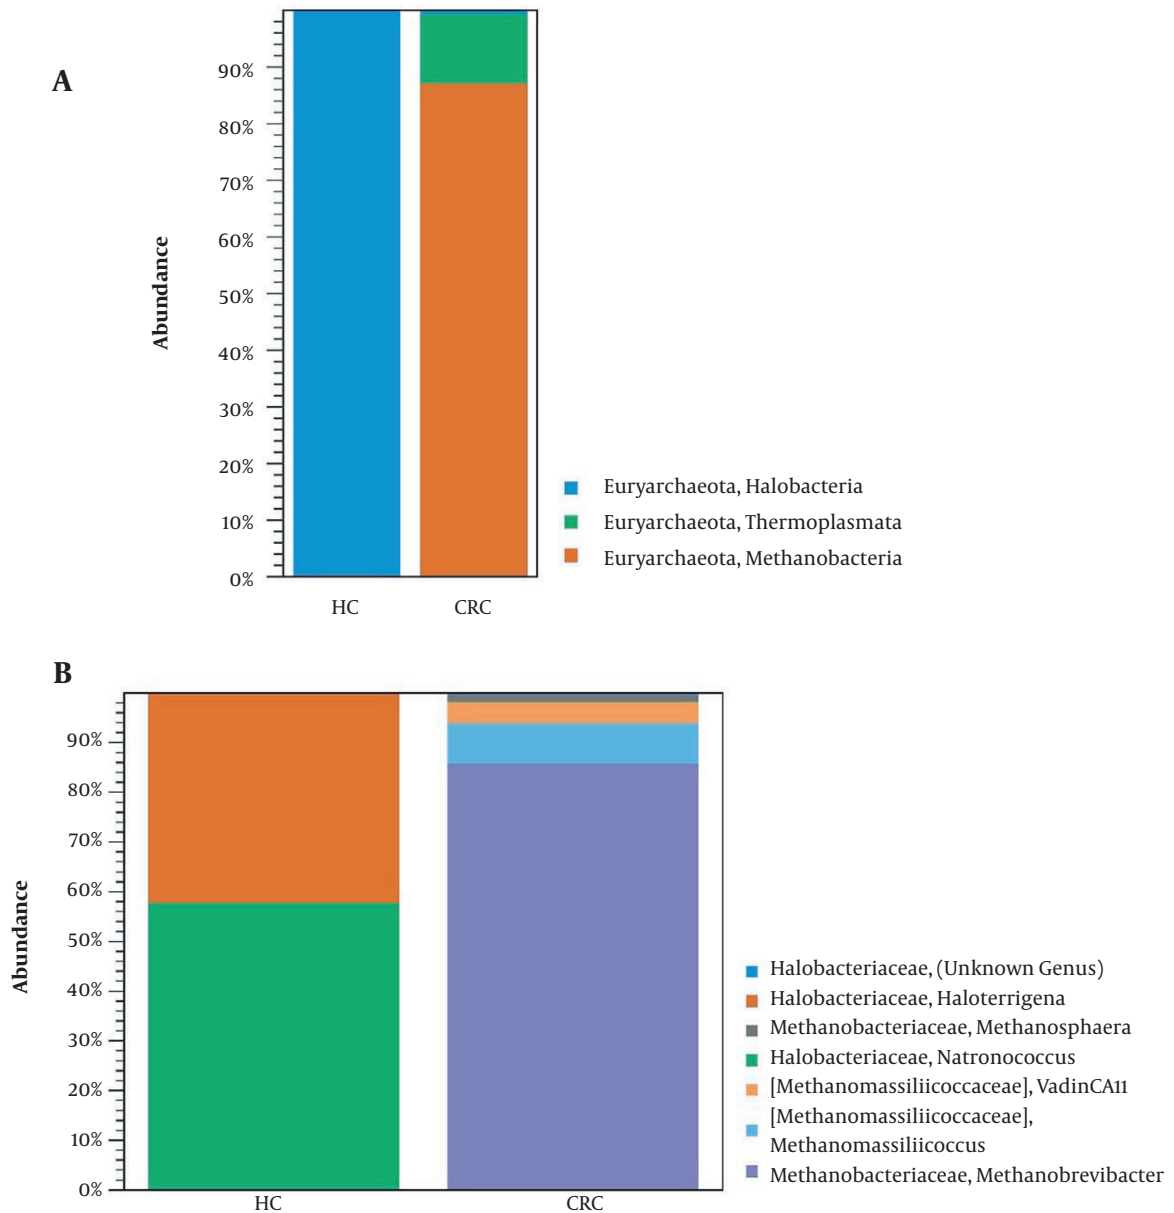 A
90%
80%
70%
60%
50%
40%
30%
20%
10%
0%
Abundance
HC CRC
Euryarchaeota, Halobacteria
Euryarchaeota, Thermoplasmata
Euryarchaeota, Methanobacteria
B
90%
80%
70%
60%
50%
40%
30%
20%
10%
0%
Abundance
HC CRC
Halobacteriaceae, (Unknown Genus)
Halobacteriaceae, Haloterrigena
Methanobacteriaceae, Methanosphaera
Halobacteriaceae, Natronococcus
[Methanomassiliicoccaceae], VadinCA11
[Methanomassiliicoccaceae],
Methanomassiliicoccus
Methanobacteriaceae, Methanobrevibacter